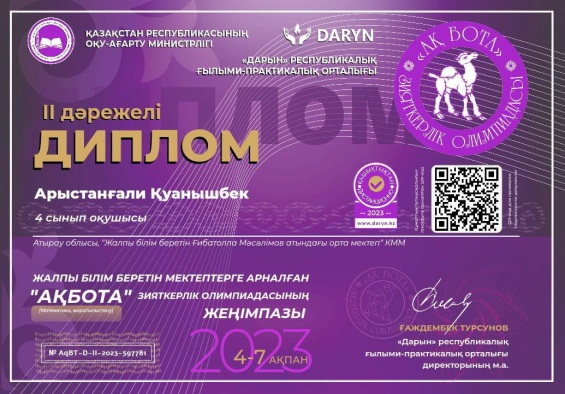 ҚАЗАҚСТАН РЕСПУБЛИКАСЫНЫҢ
ОҚУ-АҒАРТУ МИНИСТРЛІГІ
DARYN
«ДАРЫН» РЕСПУБЛИКАЛЫҚ
ҒЫЛЫМИ-ПРАКТИКАЛЫҚ ОРТАЛЫҒЫ
«АҚ БОТА»
ЗИЯТКЕРЛІК ОЛИМПИАДАСЫ
II дәрежелі
ДИПЛОМ
Арыстанғали Қуанышбек
4 сынып оқушысы
2023
www.daryn.kz
Атырау облысы, "Жалпы білім беретін Ғибатолла Масәлімов атындағы орта мектеп" КММ
ЖАЛПЫ БІЛІМ БЕРЕТІН МЕКТЕПТЕРГЕ АРНАЛҒАН
"АҚБОТА" ЗИЯТКЕРЛІК ОЛИМПИАДАСЫНЫҢ
(Математика, жаратылыстану)
ЖЕҢІМПАЗЫ
2023
4-7 АҚПАН
№ AqBT-D-II-2023-597781
ҒАЖДЕМБЕК ТУРСУНОВ
«Дарын» республикалық
ғылыми-практикалық орталығы
директорының м.а.